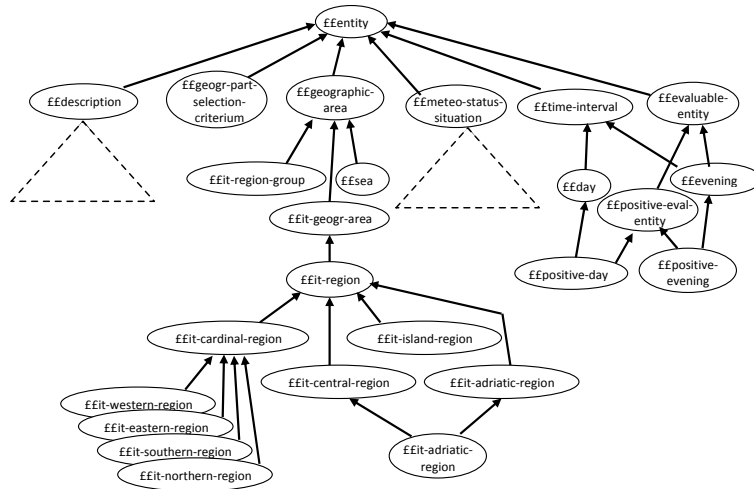 ££entity
££description
££geogr-part-
selection-
criterium
££geographic-
area
££meteo-status-
situation
££time-interval
££evaluable-
entity
££it-region-group
££sea
££day
££evening
££it-geogr-area
££positive-eval-
entity
££it-region
££positive-day
££positive-
evening
££it-cardinal-region
££it-island-region
££it-central-region
££it-adriatic-region
££it-western-region
££it-eastern-region
££it-southern-region
££it-northern-region
££it-adriatic-
region